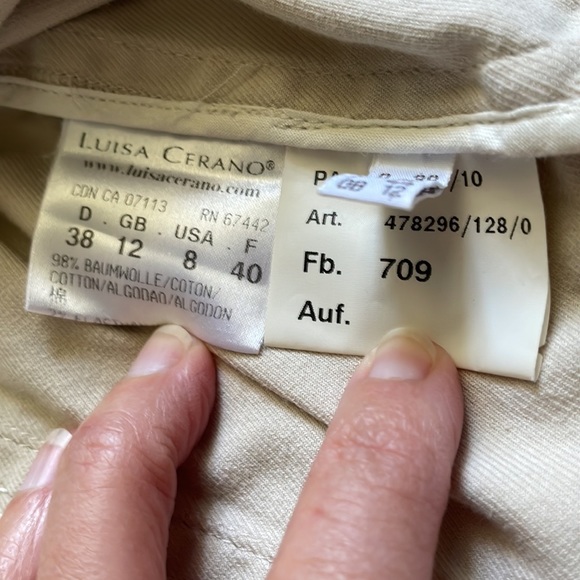 LUISA CERANO®
www.luisacerano.com
CDN CA 07113 RN 67442
D . GB . USA . F
38 12 8 40
98% BAUMWOLLE/COTON/
COTTON/ALGODAO/ALGODON
/10
GB 12
Art. 478296/128/0
Fb. 709
Auf.